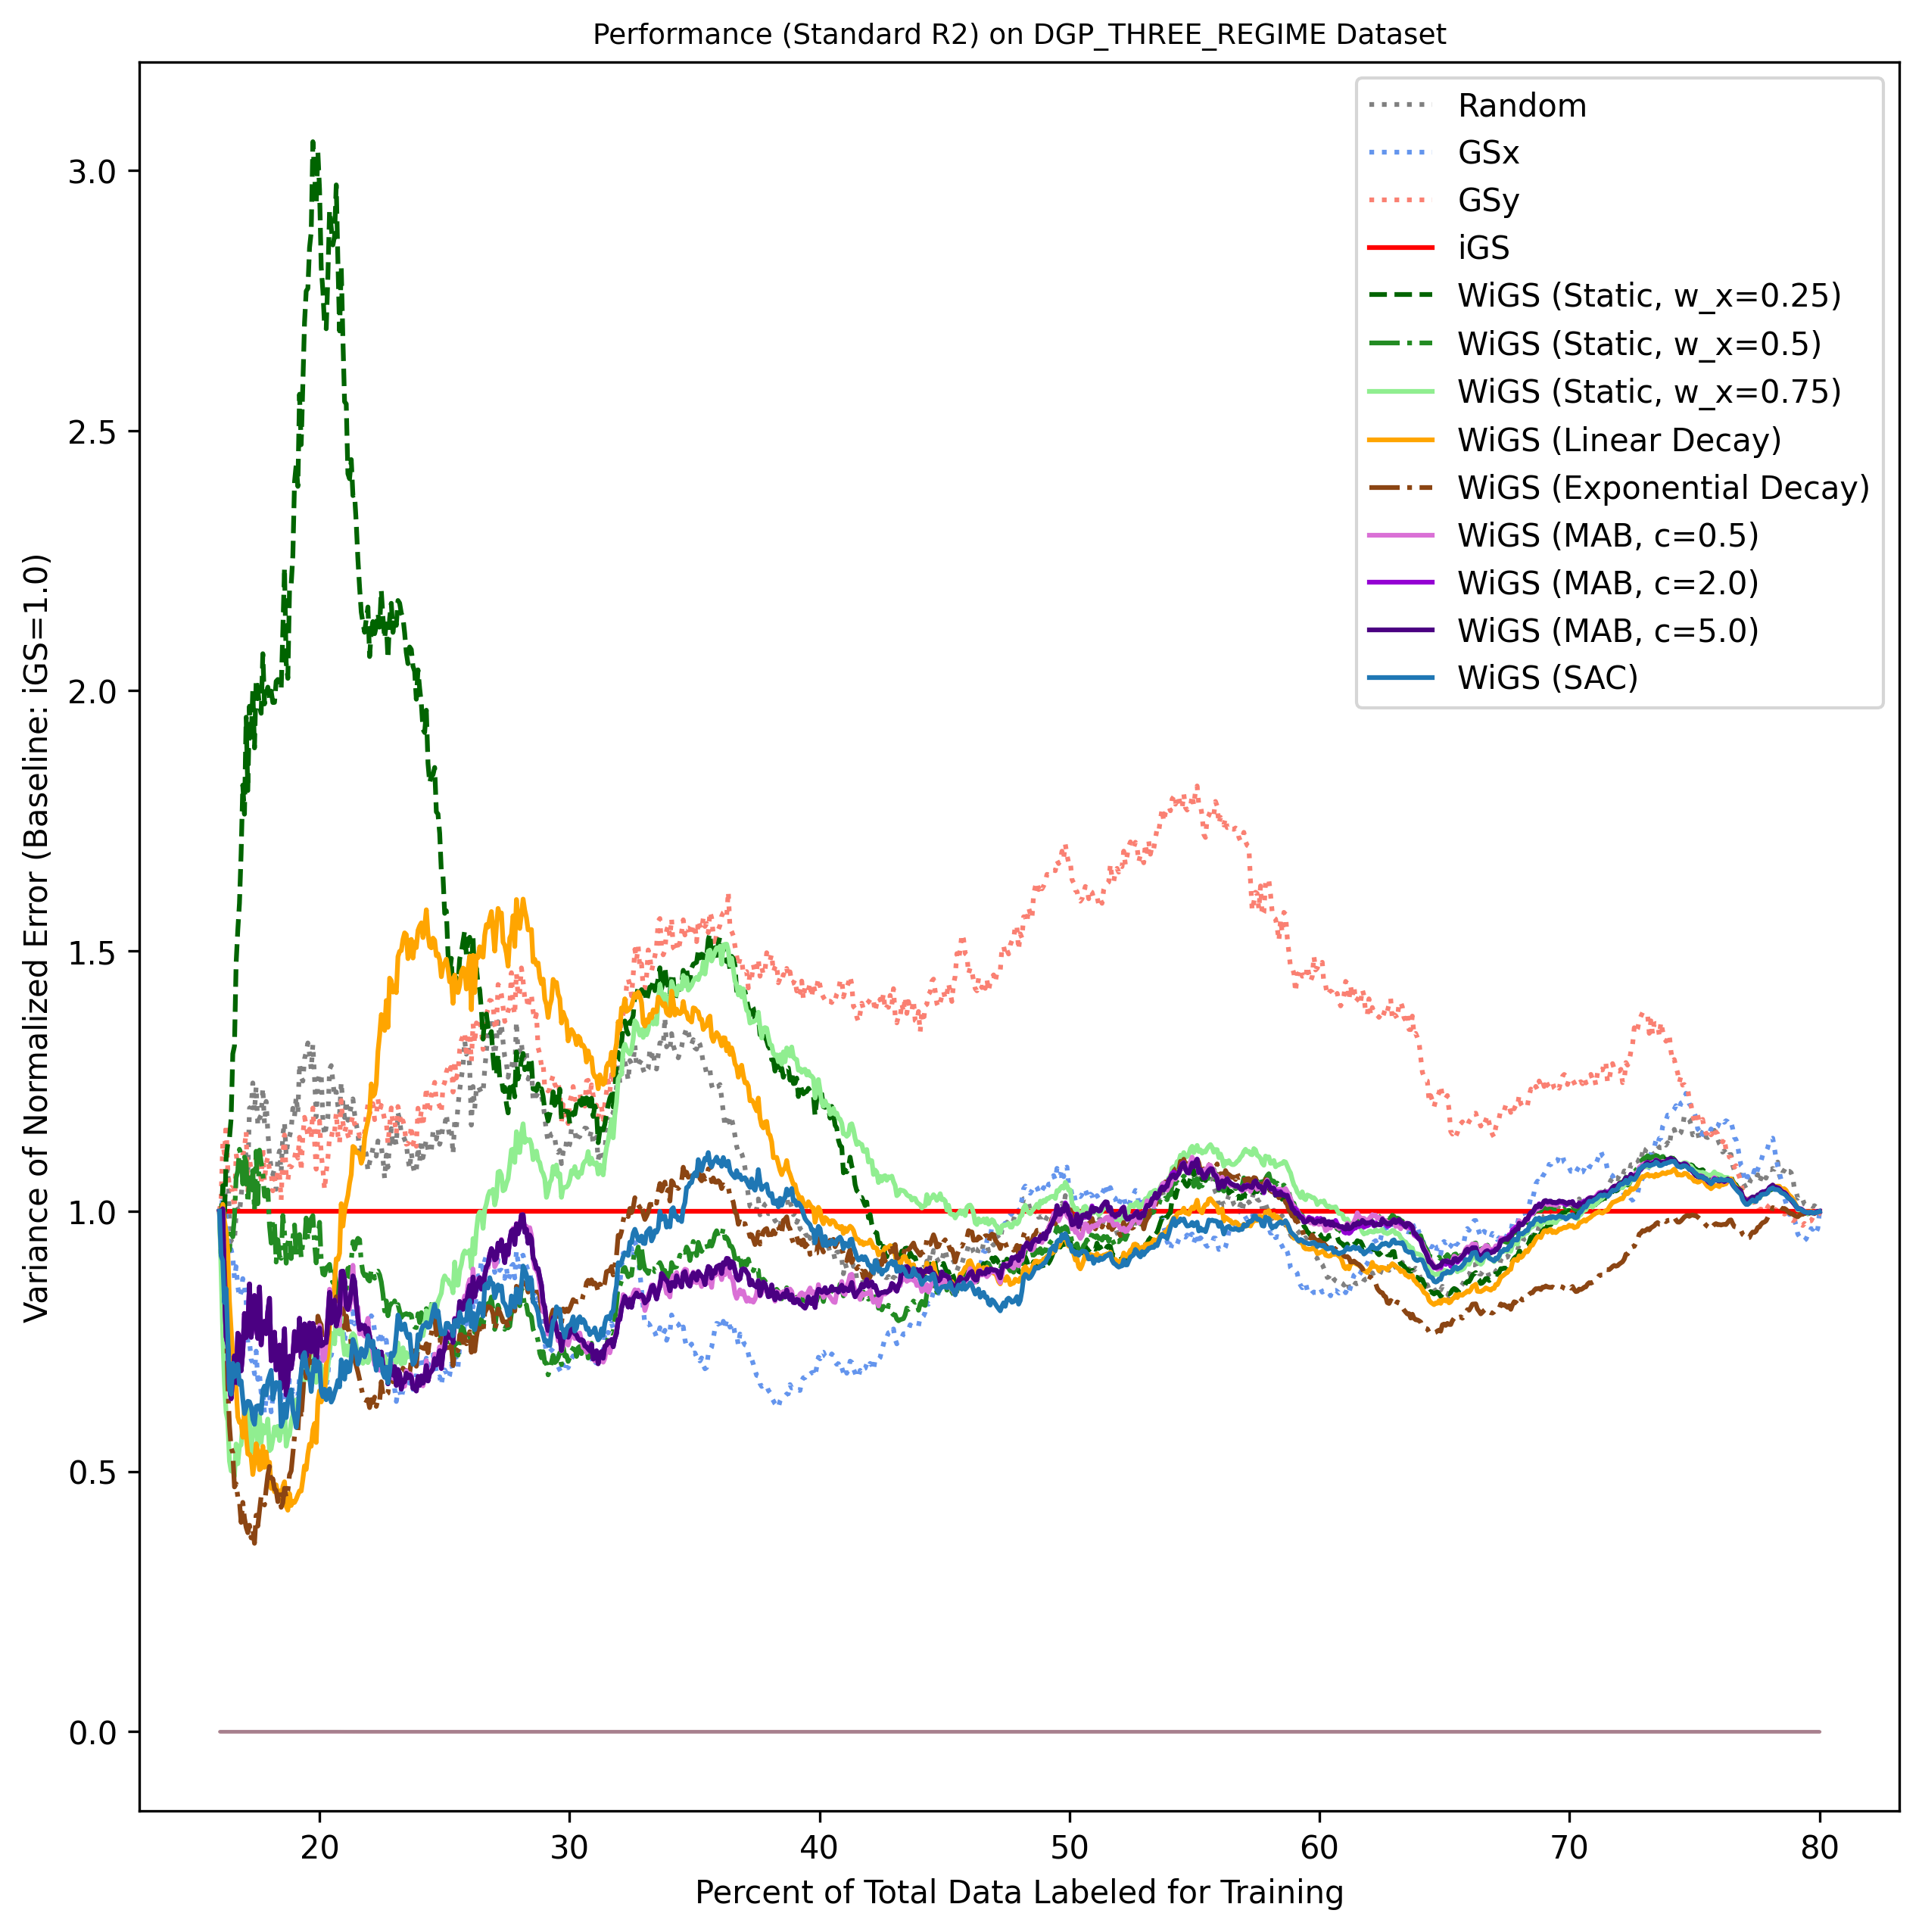 Performance (Standard R2) on DGP_THREE_REGIME Dataset
Variance of Normalized Error (Baseline: iGS=1.0)
3.0
2.5
2.0
1.5
1.0
0.5
0.0
Random
GSx
GSy
iGS
WiGS (Static, w_x=0.25)
WiGS (Static, w_x=0.5)
WiGS (Static, w_x=0.75)
WiGS (Linear Decay)
WiGS (Exponential Decay)
WiGS (MAB, c=0.5)
WiGS (MAB, c=2.0)
WiGS (MAB, c=5.0)
WiGS (SAC)
20 30 40 50 60 70 80
Percent of Total Data Labeled for Training